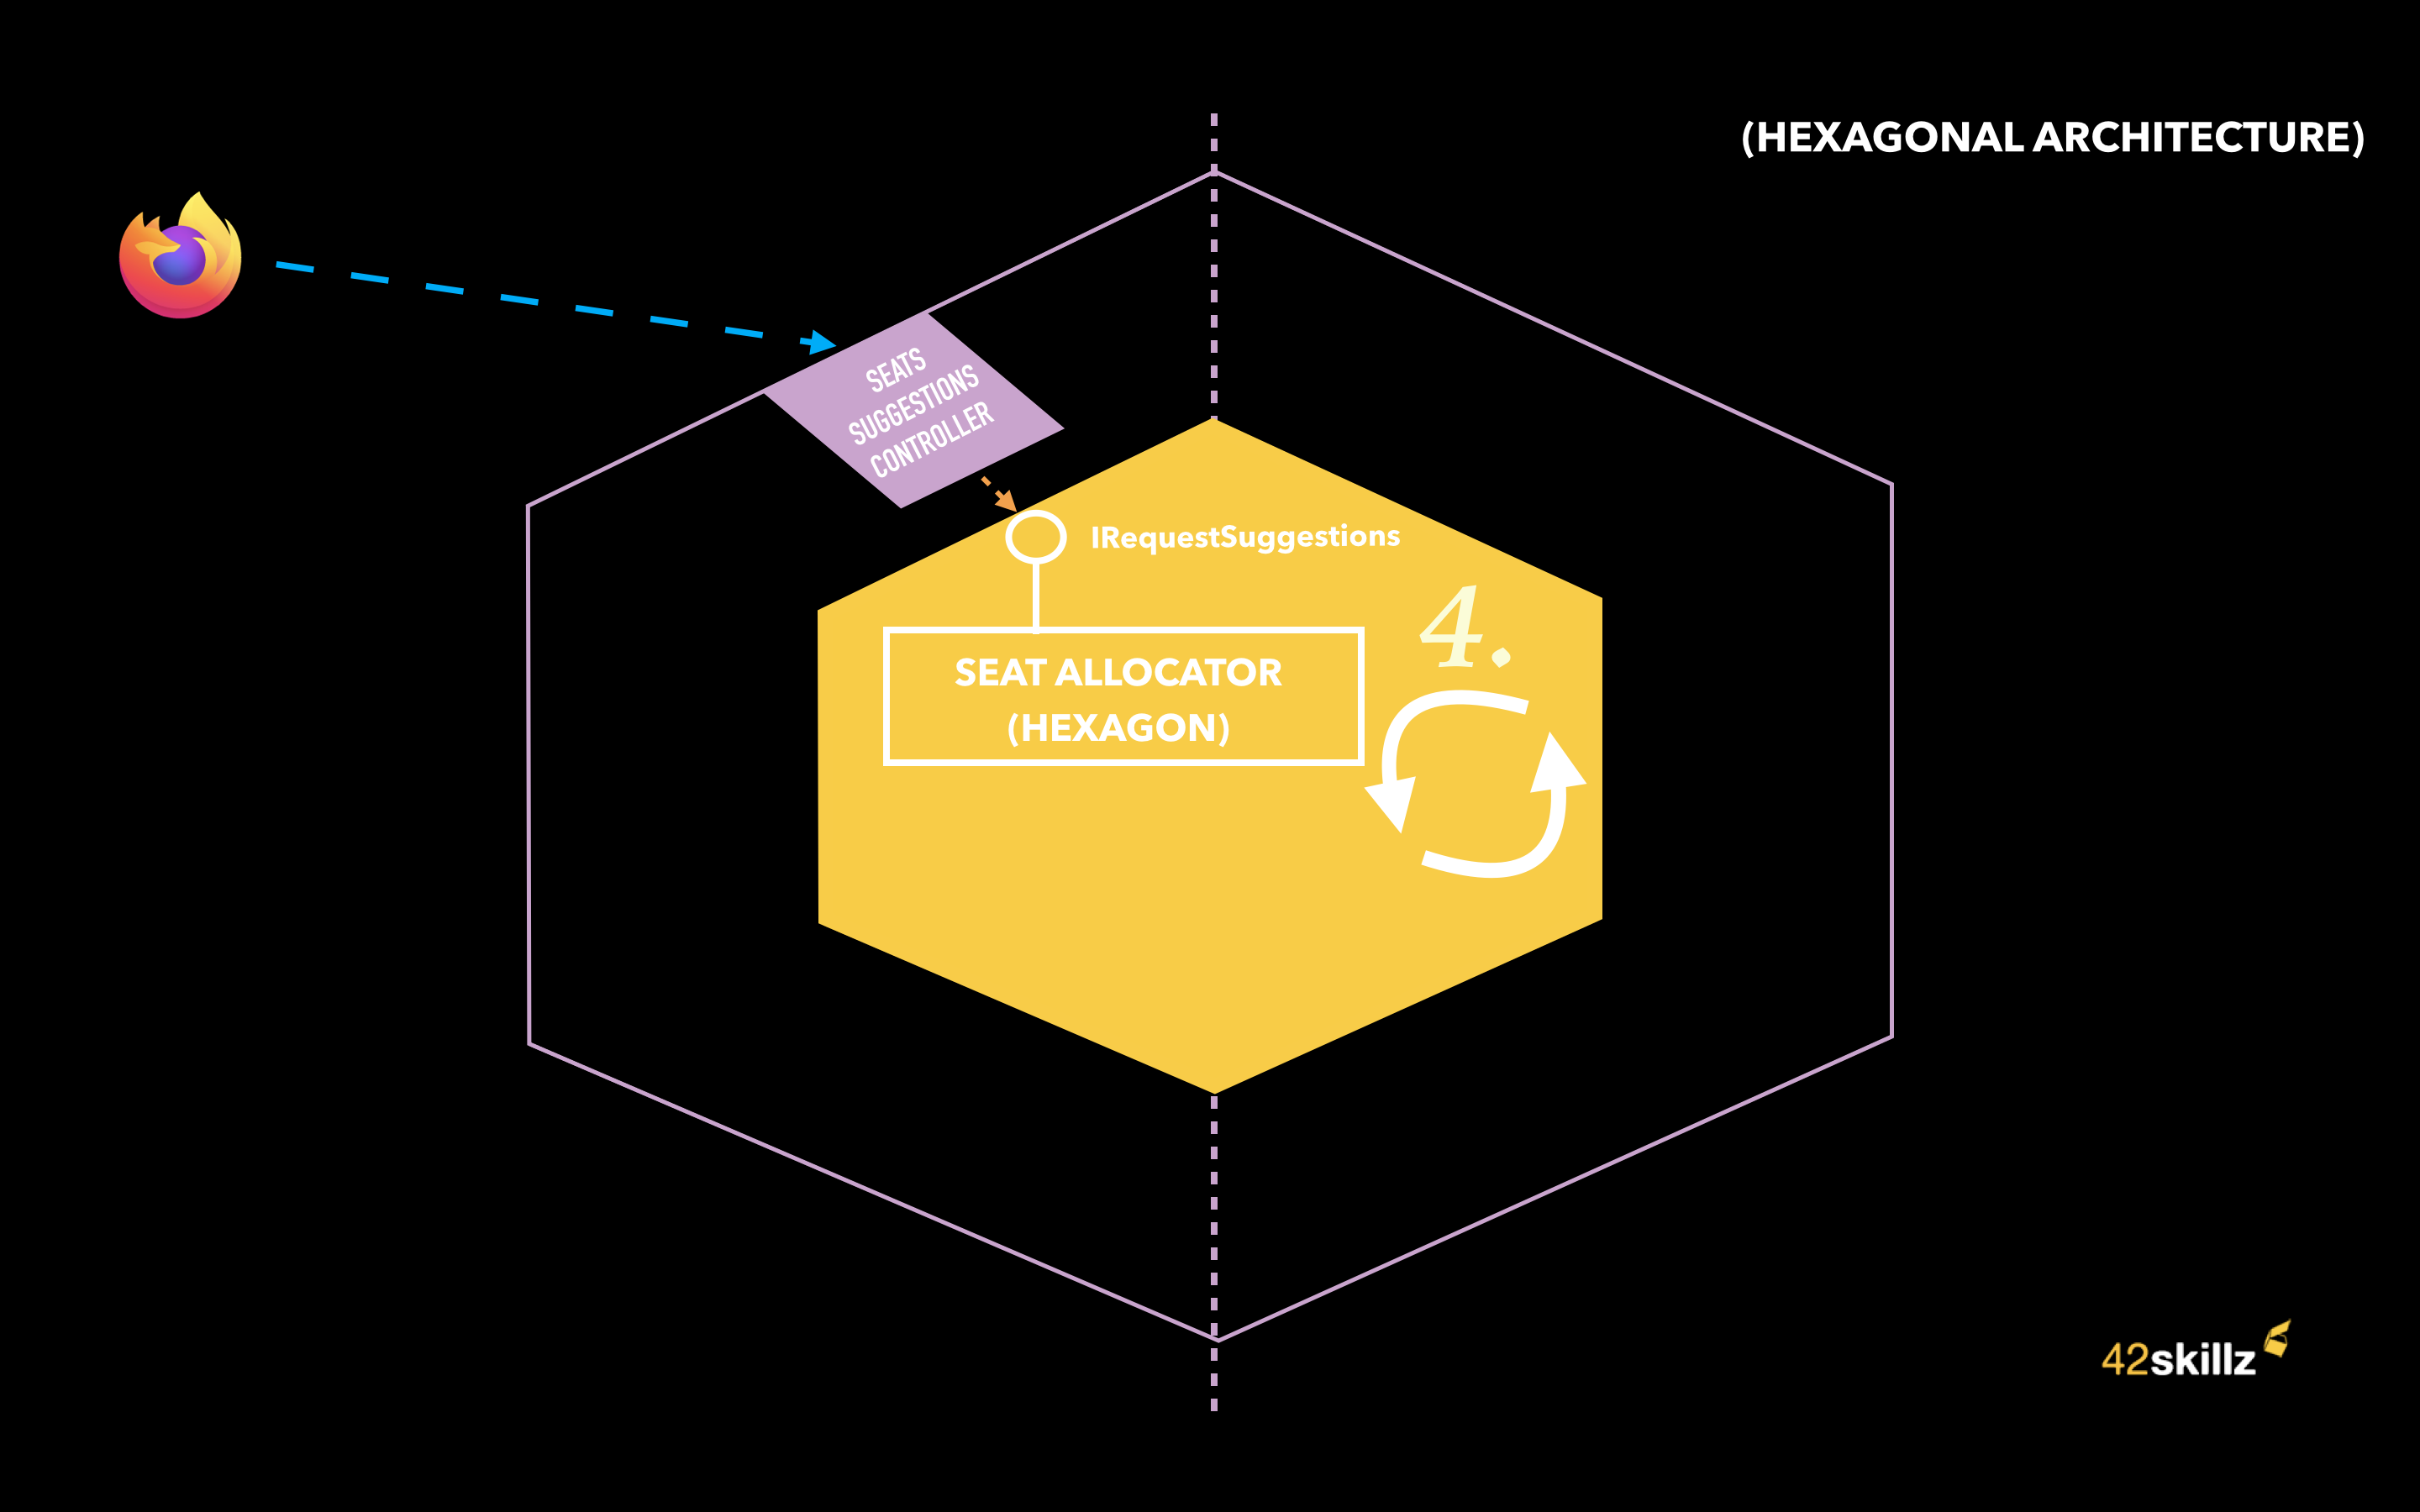 (HEXAGONAL ARCHITECTURE)
SEATS
SUGGESTIONS
CONTROLLER
IRequestSuggestions
4.
SEAT ALLOCATOR
(HEXAGON)
42skillz